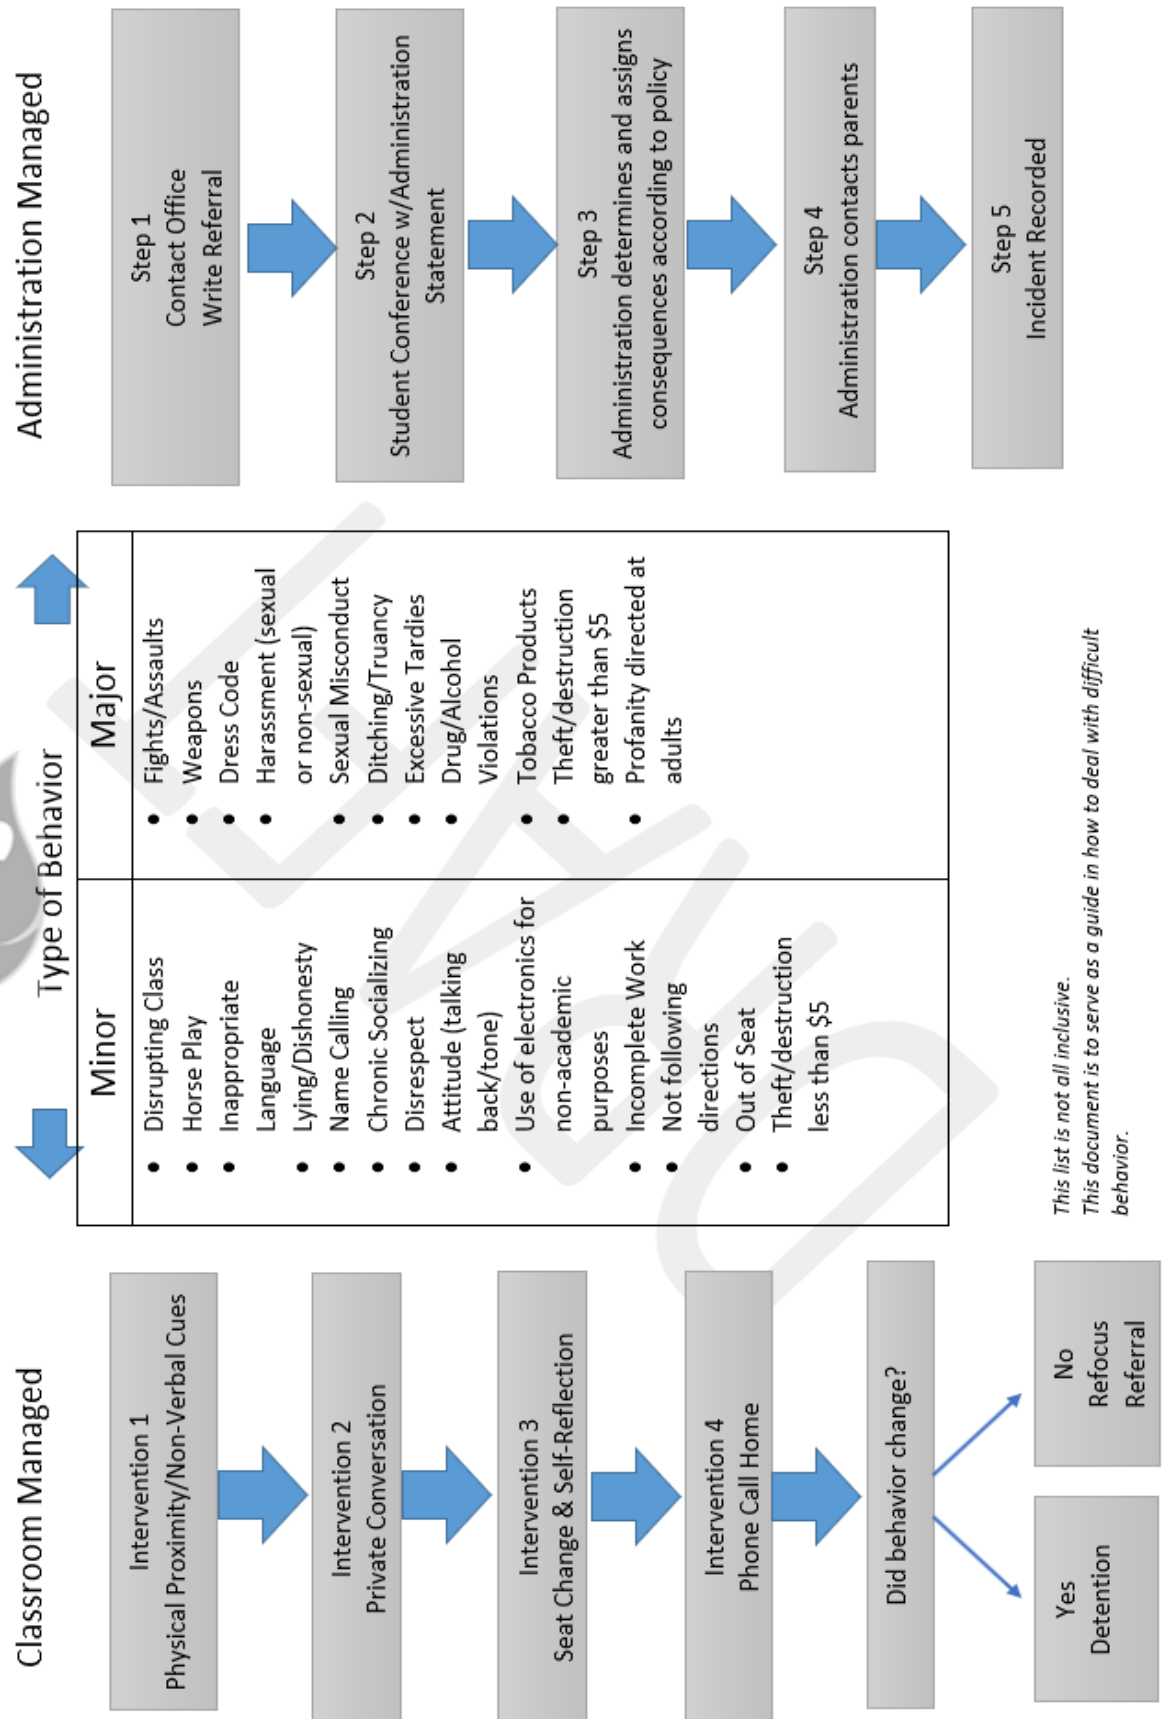 Classroom Managed
Intervention 1
Physical Proximity/Non-Verbal Cues
Intervention 2
Private Conversation
Intervention 3
Seat Change & Self-Reflection
Intervention 4
Phone Call Home
Did behavior change?
Yes
Detention
No
Refocus
Referral
Type of Behavior
Minor
Disrupting Class
Horse Play
Inappropriate
Language
Lying/Dishonesty
Name Calling
Chronic Socializing
Disrespect
Attitude (talking
back/tone)
Use of electronics for
non-academic
purposes
Incomplete Work
Not following
directions
Out of Seat
Theft/destruction
less than $5
Major
Fights/Assaults
Weapons
Dress Code
Harassment (sexual
or non-sexual)
Sexual Misconduct
Ditching/Truancy
Excessive Tardies
Drug/Alcohol
Violations
Tobacco Products
Theft/destruction
greater than $5
Profanity directed at
adults
This list is not all inclusive.
This document is to serve as a guide in how to deal with difficult
behavior.
Administration Managed
Step 1
Contact Office
Write Referral
Step 2
Student Conference w/Administration
Statement
Step 3
Administration determines and assigns
consequences according to policy
Step 4
Administration contacts parents
Step 5
Incident Recorded
DRAFT